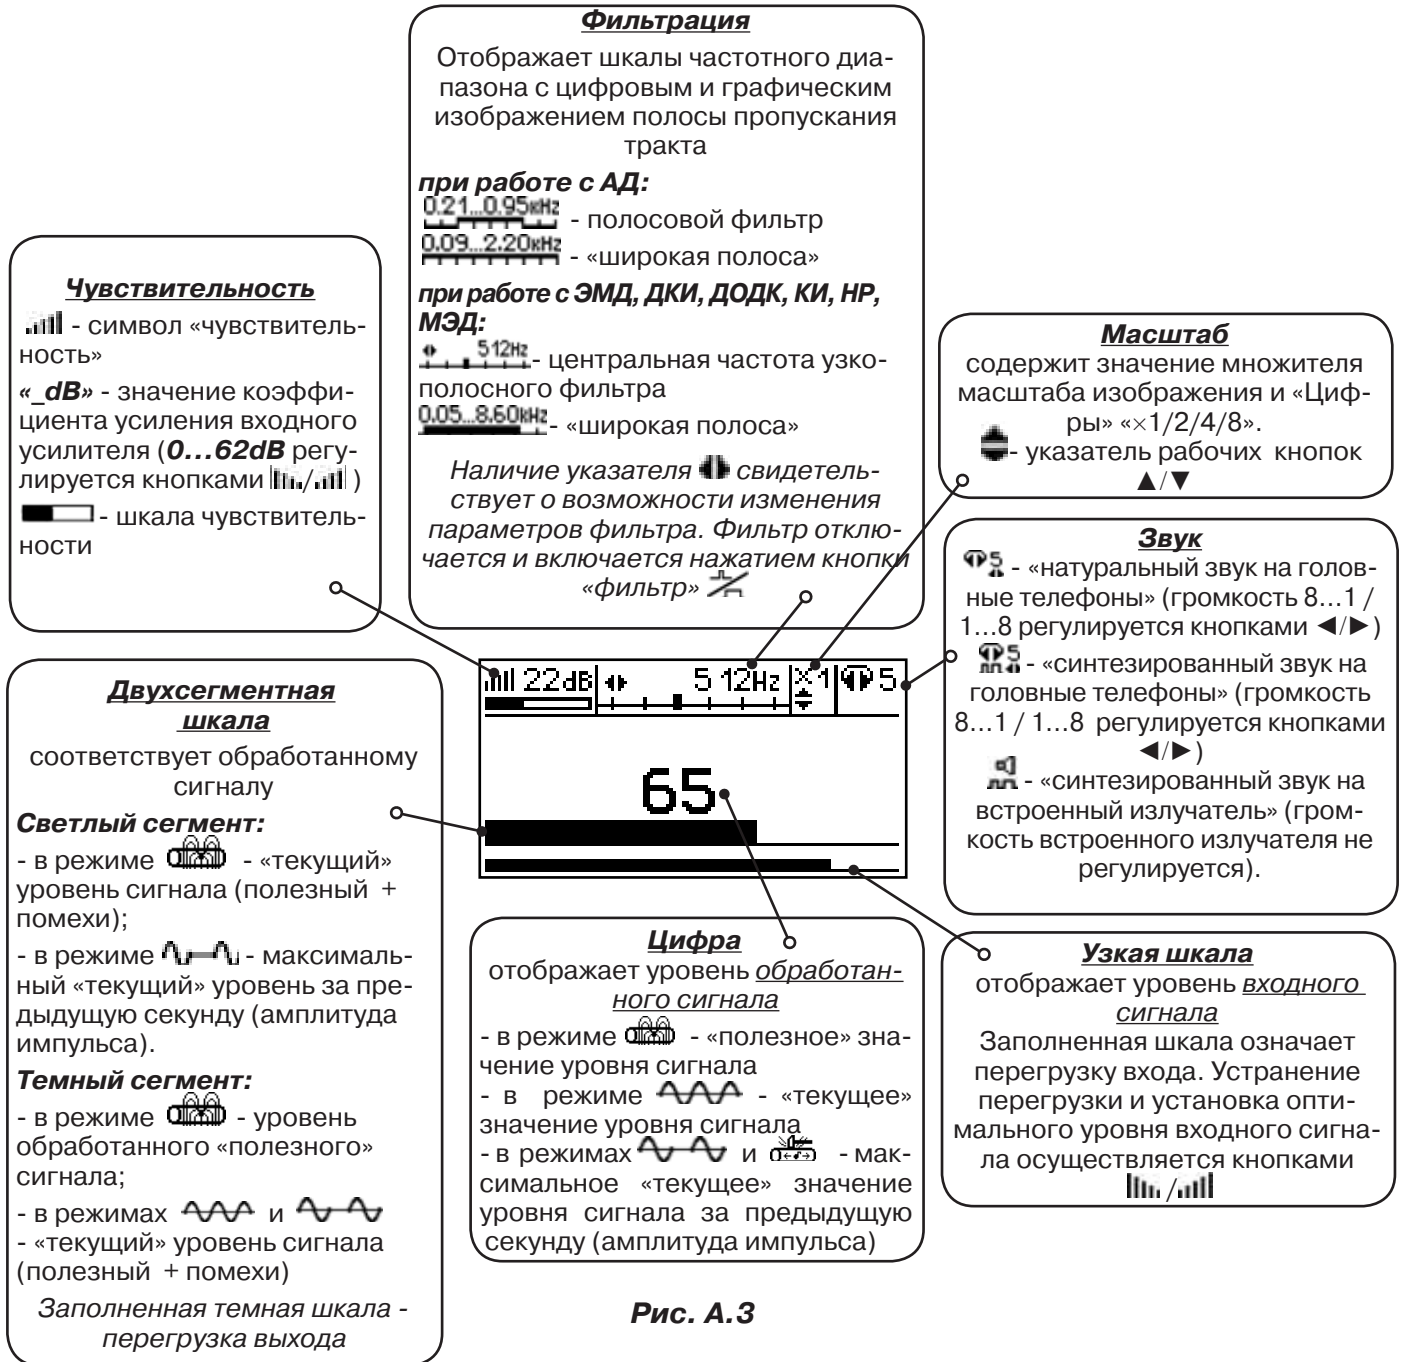 Фильтрация
Отображает шкалы частотного диа-
пазона с цифровым и графическим
изображением полосы пропускания
тракта
при работе с АД:
0.21...0.95кHz - полосовой фильтр
0.09...2.20кHz - «широкая полоса»
при работе с ЭМД, ДКИ, ДОДК, КИ, НР,
МЭД:
512Hz - центральная частота узко-
полосного фильтра
0.05...8.60кHz - «широкая полоса»
Наличие указателя свидетель-
ствует о возможности изменения
параметров фильтра. Фильтр отклю-
чается и включается нажатием кнопки
«фильтр»
Чувствительность
- символ «чувствитель-
ность»
«_dB» - значение коэффи-
циента усиления входного
усилителя (0...62dB регу-
лируется кнопками / )
- шкала чувствитель-
ности
Масштаб
содержит значение множителя
масштаба изображения и «Циф-
ры» «×1/2/4/8».
- указатель рабочих кнопок
▲/▼
Звук
5 - «натуральный звук на голов-
ные телефоны» (громкость 8...1 /
1...8 регулируется кнопками ◄/►)
5 - «синтезированный звук на
головные телефоны» (громкость
8...1 / 1...8 регулируется кнопками
◄/►)
- «синтезированный звук на
встроенный излучатель» (гром-
кость встроенного излучателя не
регулируется).
22dB 512Hz X1 5
65
Двухсегментная
шкала
соответствует обработанному
сигналу
Светлый сегмент:
- в режиме - «текущий»
уровень сигнала (полезный +
помехи);
- в режиме - максималь-
ный «текущий» уровень за пре-
дыдущую секунду (амплитуда
импульса).
Темный сегмент:
- в режиме - уровень
обработанного «полезного»
сигнала;
- в режимах и
- «текущий» уровень сигнала
(полезный + помехи)
Заполненная темная шкала -
перегрузка выхода
Цифра
отображает уровень обработан-
ного сигнала
- в режиме - «полезное» зна-
чение уровня сигнала
- в режиме - «текущее»
значение уровня сигнала
- в режимах и - мак-
симальное «текущее» значение
уровня сигнала за предыдущую
секунду (амплитуда импульса)
Узкая шкала
отображает уровень входного
сигнала
Заполненная шкала означает
перегрузку входа. Устранение
перегрузки и установка опти-
мального уровня входного сигна-
ла осуществляется кнопками
/
Рис. А.3